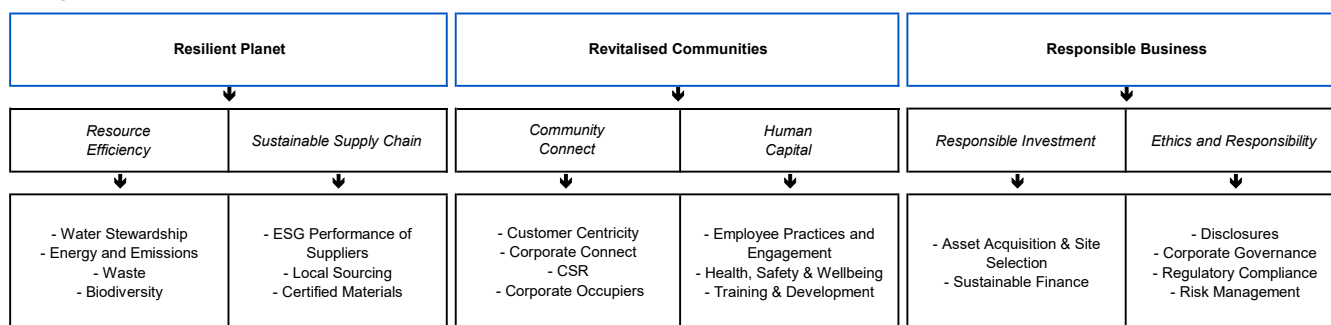 Resilient Planet
Revitalised Communities
Responsible Business
Resource
Efficiency
Sustainable Supply Chain
Community
Connect
Human
Capital
Responsible Investment
Ethics and Responsibility
- Water Stewardship
- Energy and Emissions
- Waste
- Biodiversity
- ESG Performance of
Suppliers
- Local Sourcing
- Certified Materials
- Customer Centricity
- Corporate Connect
- CSR
- Corporate Occupiers
- Employee Practices and
Engagement
- Health, Safety & Wellbeing
- Training & Development
- Asset Acquisition & Site
Selection
- Sustainable Finance
- Disclosures
- Corporate Governance
- Regulatory Compliance
- Risk Management